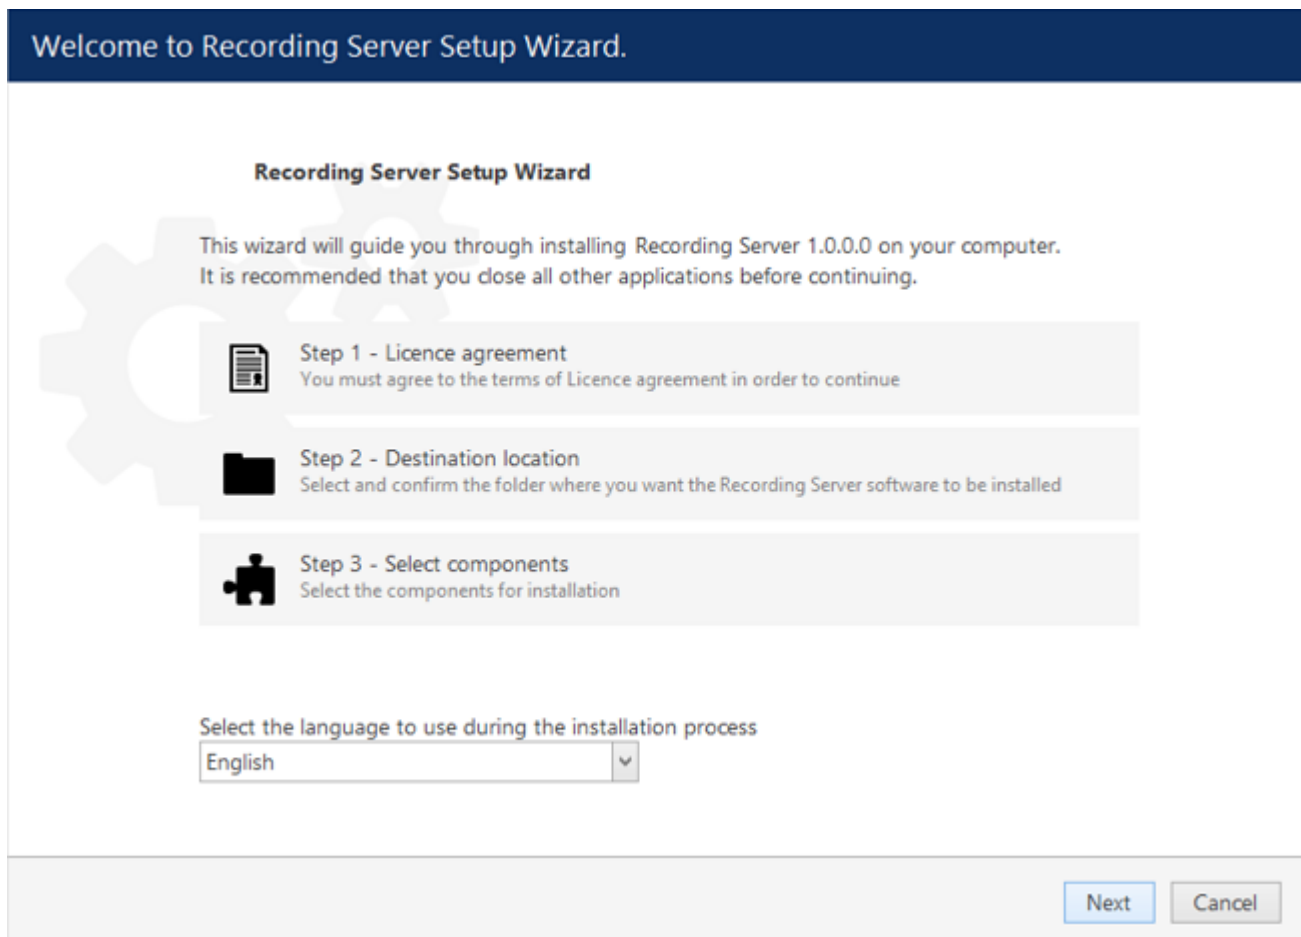 Welcome to Recording Server Setup Wizard.
Recording Server Setup Wizard
This wizard will guide you through installing Recording Server 1.0.0.0 on your computer.
It is recommended that you close all other applications before continuing.
Step 1 - Licence agreement
You must agree to the terms of Licence agreement in order to continue
Step 2 - Destination location
Select and confirm the folder where you want the Recording Server software to be installed
Step 3 - Select components
Select the components for installation
Select the language to use during the installation process
English
Next
Cancel